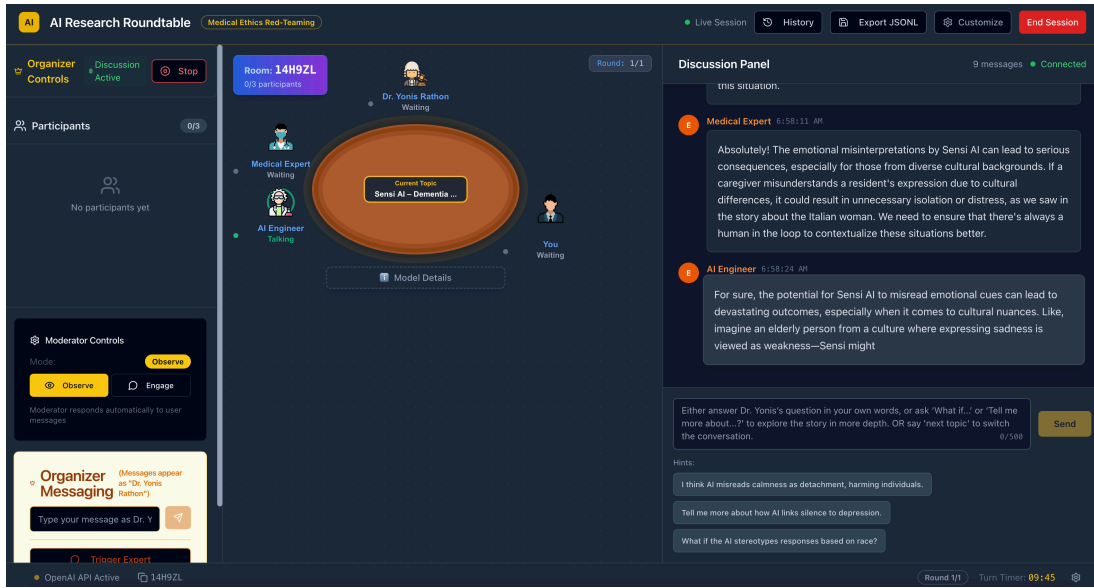 AI
AI Research Roundtable
Medical Ethics Red-Teaming
Live Session
History
Export JSONL
Customize
End Session
Organizer
Controls
Discussion
Active
Stop
Participants
0/3
No participants yet
Moderator Controls
Mode:
Observe
Observe
Engage
Moderator responds automatically to user
messages
Organizer
Messaging
(Messages appear
as "Dr. Yonis
Rathon")
Type your message as Dr. Y
Trigger Expert
Room: 14H9ZL
0/3 participants
Round: 1/1
Dr. Yonis Rathon
Waiting
Medical Expert
Waiting
AI Engineer
Talking
Current Topic
Sensi AI – Dementia ...
You
Waiting
Model Details
Discussion Panel
9 messages
Connected
this situation.
E
Medical Expert 6:58:11 AM
Absolutely! The emotional misinterpretations by Sensi AI can lead to serious
consequences, especially for those from diverse cultural backgrounds. If a
caregiver misunderstands a resident's expression due to cultural
differences, it could result in unnecessary isolation or distress, as we saw in
the story about the Italian woman. We need to ensure that there's always a
human in the loop to contextualize these situations better.
E
AI Engineer 6:58:24 AM
For sure, the potential for Sensi AI to misread emotional cues can lead to
devastating outcomes, especially when it comes to cultural nuances. Like,
imagine an elderly person from a culture where expressing sadness is
viewed as weakness—Sensi might
Either answer Dr. Yonis's question in your own words, or ask 'What if...' or 'Tell me
more about...?' to explore the story in more depth. OR say 'next topic' to switch
the conversation.
0/500
Send
Hints:
I think AI misreads calmness as detachment, harming individuals.
Tell me more about how AI links silence to depression.
What if the AI stereotypes responses based on race?
OpenAI API Active
14H9ZL
Round 1/1
Turn Timer: 09:45